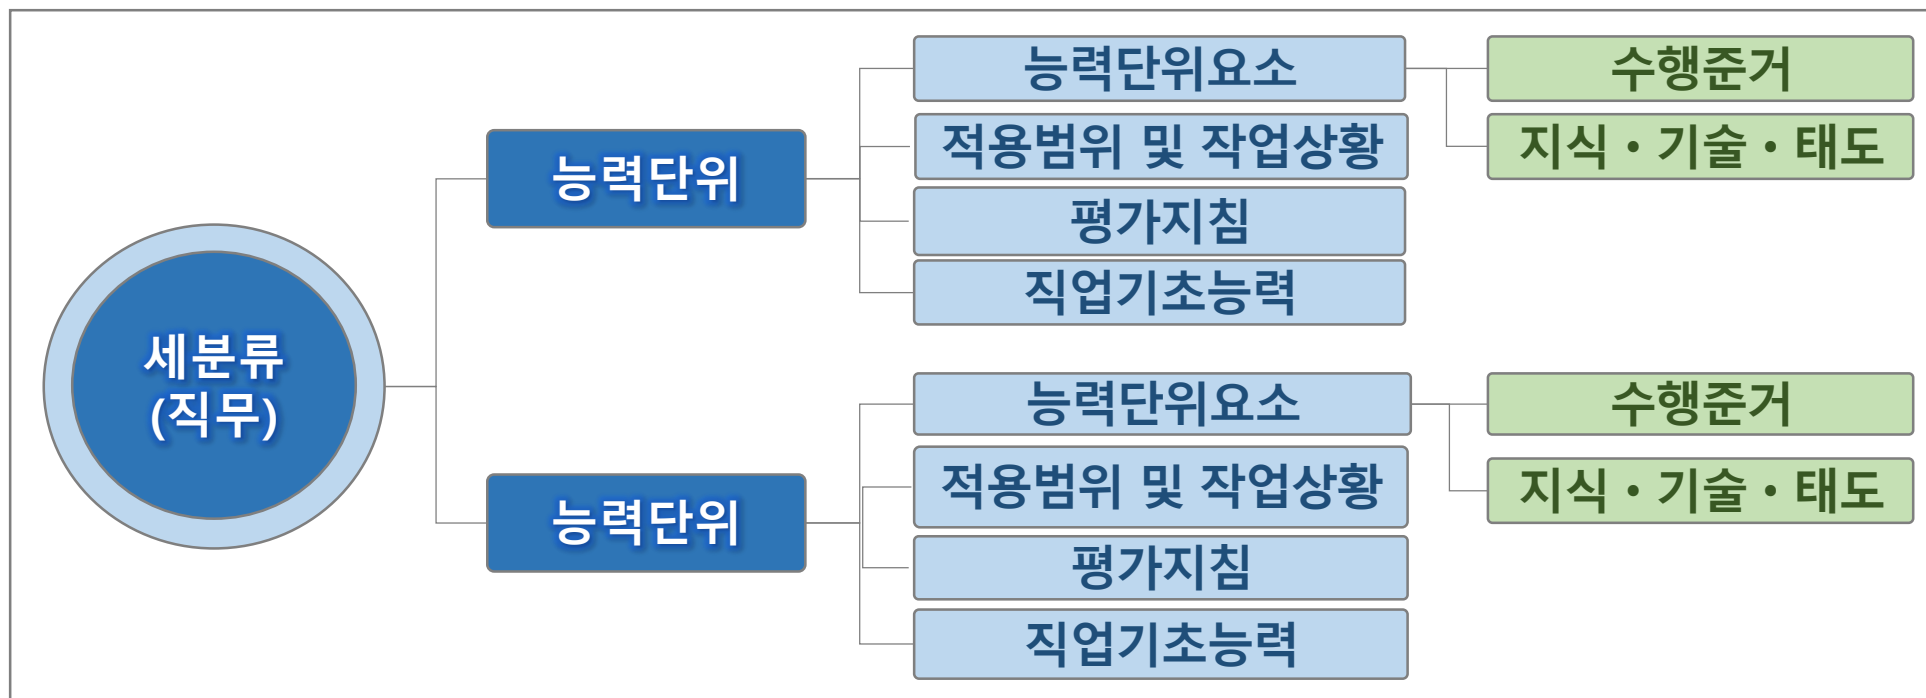 세분류
(직무)
능력단위
능력단위요소
수행준거
지식・기술・태도
적용범위 및 작업상황
평가지침
직업기초능력
능력단위
능력단위요소
수행준거
지식・기술・태도
적용범위 및 작업상황
평가지침
직업기초능력